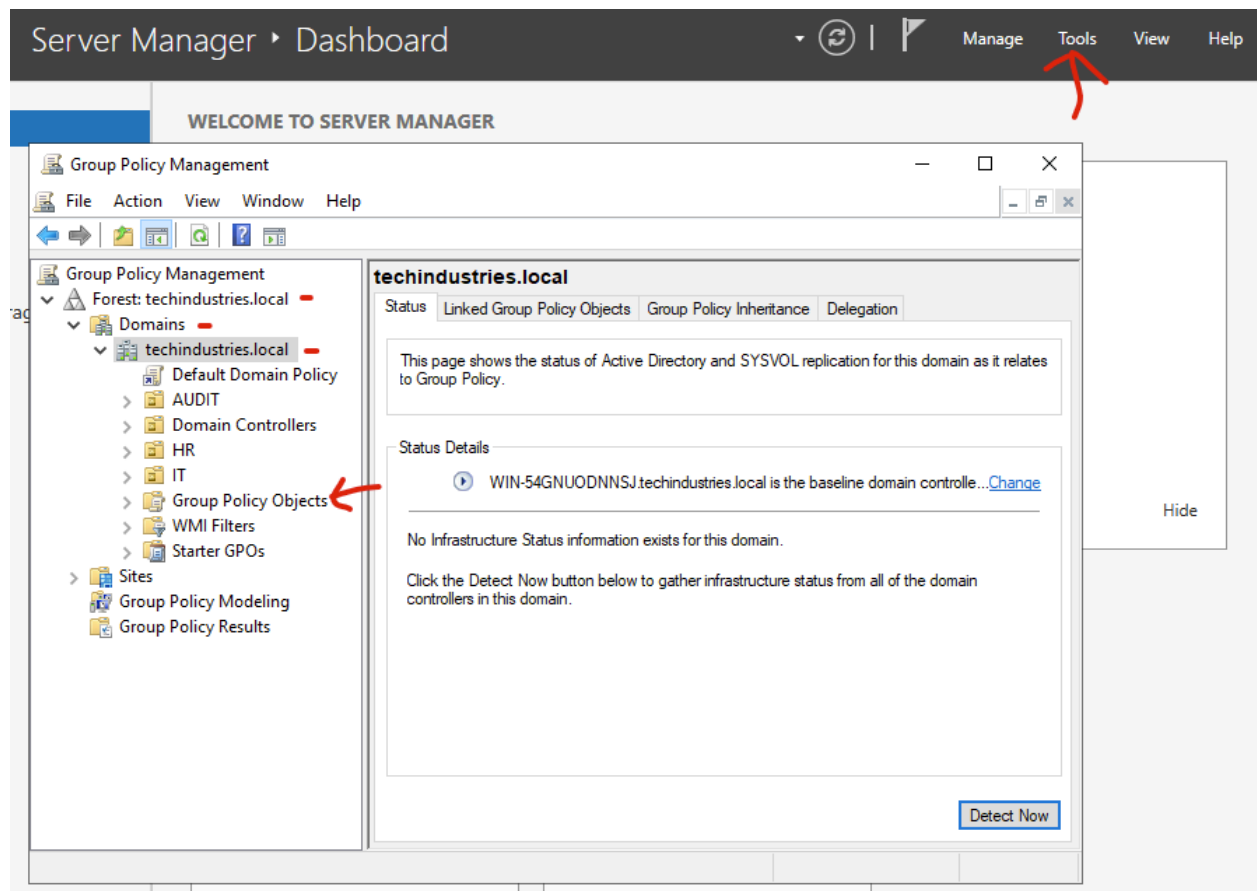 Server Manager ‣ Dashboard
Manage Tools View Help
WELCOME TO SERVER MANAGER
Group Policy Management
File Action View Window Help
Group Policy Management
Forest: techindustries.local
Domains
techindustries.local
Default Domain Policy
AUDIT
Domain Controllers
HR
IT
Group Policy Objects
WMI Filters
Starter GPOs
Sites
Group Policy Modeling
Group Policy Results
techindustries.local
Status Linked Group Policy Objects Group Policy Inheritance Delegation
This page shows the status of Active Directory and SYSVOL replication for this domain as it relates
to Group Policy.
Status Details
WIN-54GNUODNNSJ.techindustries.local is the baseline domain controlle...Change
No Infrastructure Status information exists for this domain.
Click the Detect Now button below to gather infrastructure status from all of the domain
controllers in this domain.
Detect Now
Hide